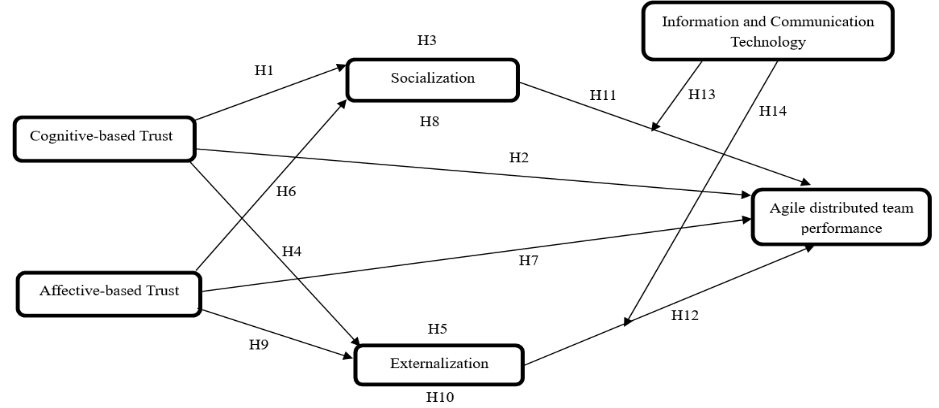 Information and Communication
Technology
H3
H1
Socialization
H11
H13
H14
H8
Cognitive-based Trust
H2
H6
Agile distributed team
performance
H4
H7
Affective-based Trust
H12
H5
H9
Externalization
H10